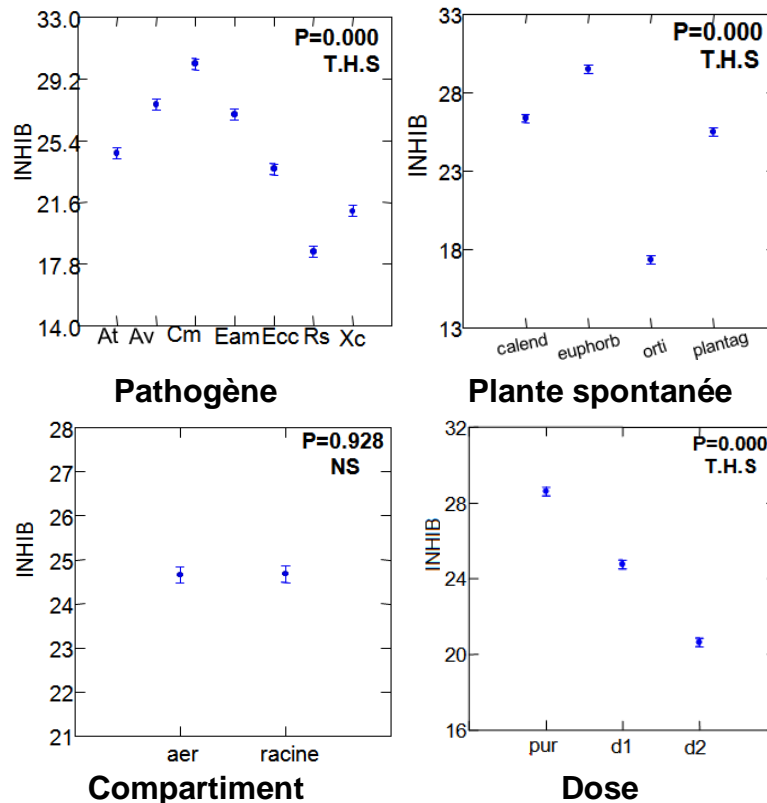 33.0
29.2
25.4
21.6
17.8
14.0
INHIB
P=0.000
T.H.S
At Av Cm Eam Ecc Rs Xc
Pathogène
33
28
23
18
13
INHIB
P=0.000
T.H.S
calend euphorb orti plantag
Plante spontanée
28
27
26
25
24
23
22
21
INHIB
P=0.928
NS
aer racine
Compartiment
32
28
24
20
16
INHIB
P=0.000
T.H.S
pur d1 d2
Dose